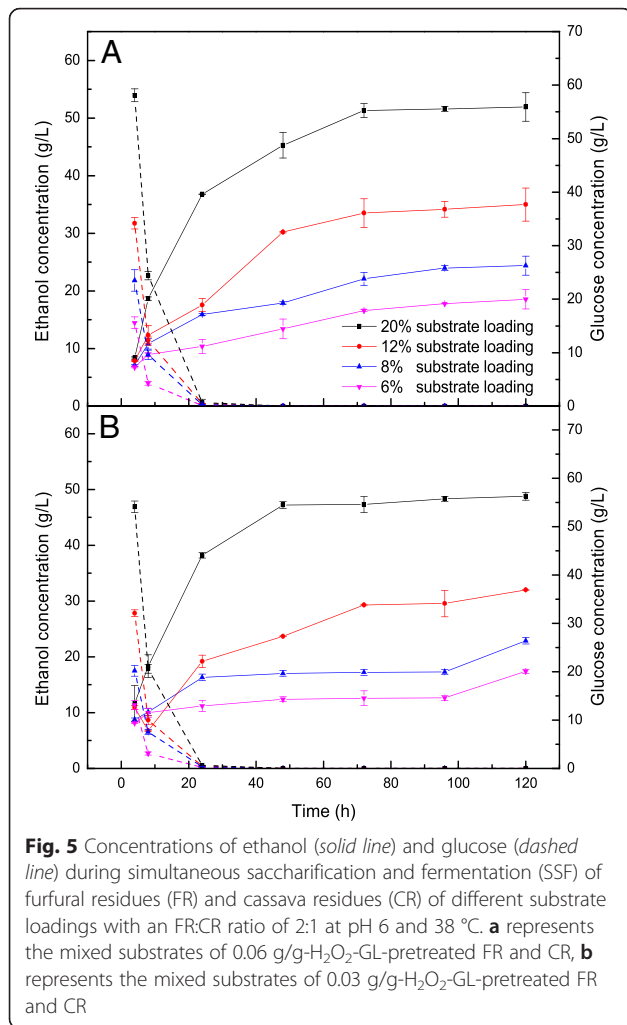 A
70
60
60
50
50
40
40
30
30
20
20
10
10
0
0
Ethanol concentration (g/L)
Glucose concentration (g/L)
20% substrate loading
12% substrate loading
8% substrate loading
6% substrate loading
B
60
70
50
60
40
50
30
40
20
30
10
20
0
10
0
Ethanol concentration (g/L)
Glucose concentration (g/L)
0 20 40 60 80 100 120
Time (h)
Fig. 5 Concentrations of ethanol (solid line) and glucose (dashed
line) during simultaneous saccharification and fermentation (SSF) of
furfural residues (FR) and cassava residues (CR) of different substrate
loadings with an FR:CR ratio of 2:1 at pH 6 and 38 °C. a represents
the mixed substrates of 0.06 g/g-H₂O₂-GL-pretreated FR and CR, b
represents the mixed substrates of 0.03 g/g-H₂O₂-GL-pretreated FR
and CR